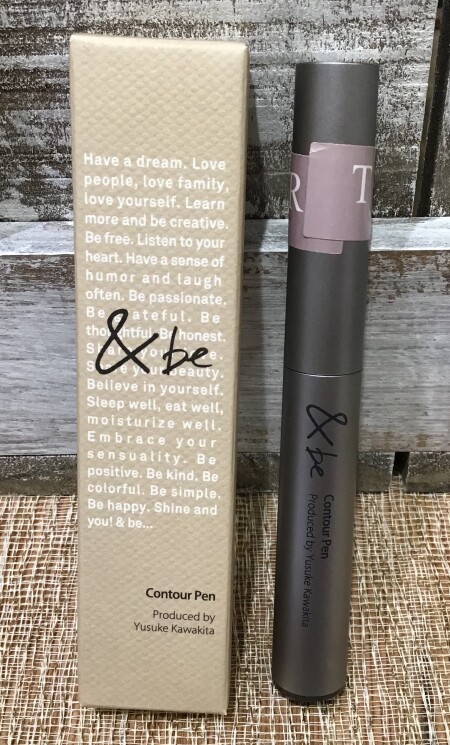 Have a dream. Love
people, love family,
love yourself. Learn
more and be creative.
Be free. Listen to your
heart. Have a sense of
humor and laugh
often. Be passionate.
Be grateful. Be
thoughtful. Be honest.
your beauty.
Believe in yourself.
Sleep well, eat well,
moisturize well.
Embrace your
sensuality. Be
positive. Be kind. Be
colorful. Be simple.
Be happy. Shine and
you! & be...
& be
Contour Pen
Produced by
Yusuke Kawakita
R
T
& be
Contour Pen
Produced by Yusuke Kawakita